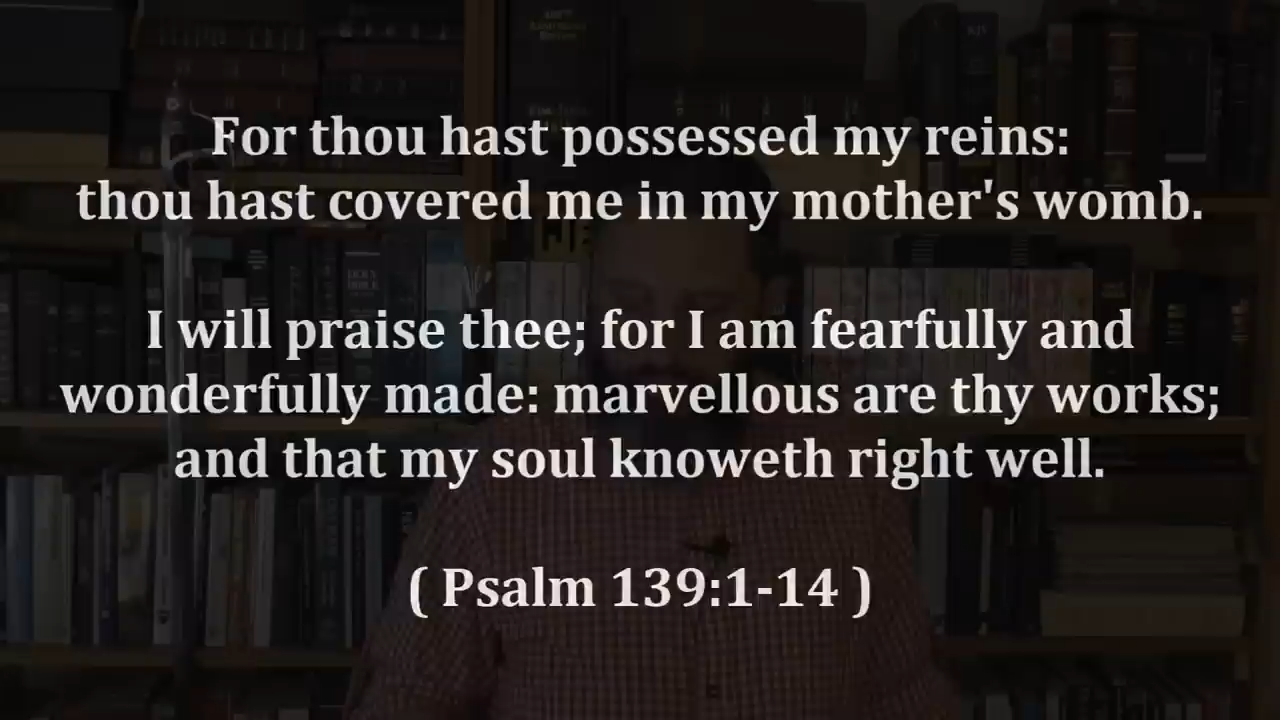 For thou hast possessed my reins:
thou hast covered me in my mother's womb.
I will praise thee; for I am fearfully and
wonderfully made: marvellous are thy works;
and that my soul knoweth right well.
( Psalm 139:1-14 )
HOLY
BIBLE